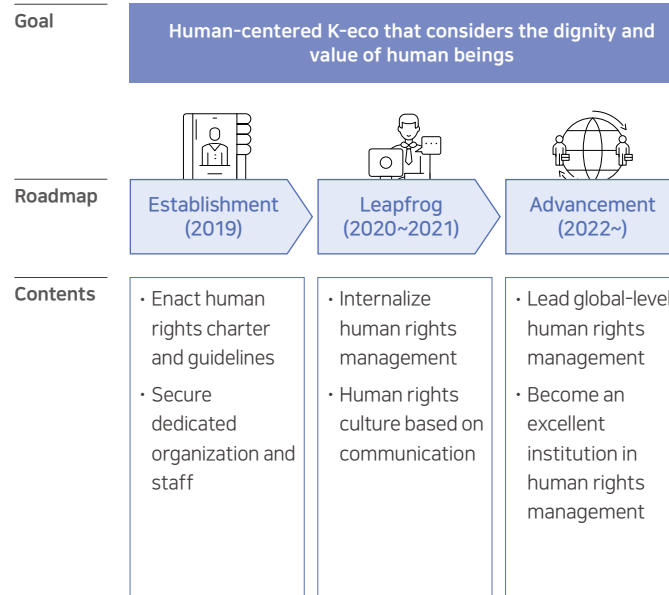 Goal
Human-centered K-eco that considers the dignity and
value of human beings
Roadmap
Establishment
(2019)
Leapfrog
(2020~2021)
Advancement
(2022~)
Contents
· Enact human
rights charter
and guidelines
· Secure
dedicated
organization and
staff
· Internalize
human rights
management
· Human rights
culture based on
communication
· Lead global-level
human rights
management
· Become an
excellent
institution in
human rights
management